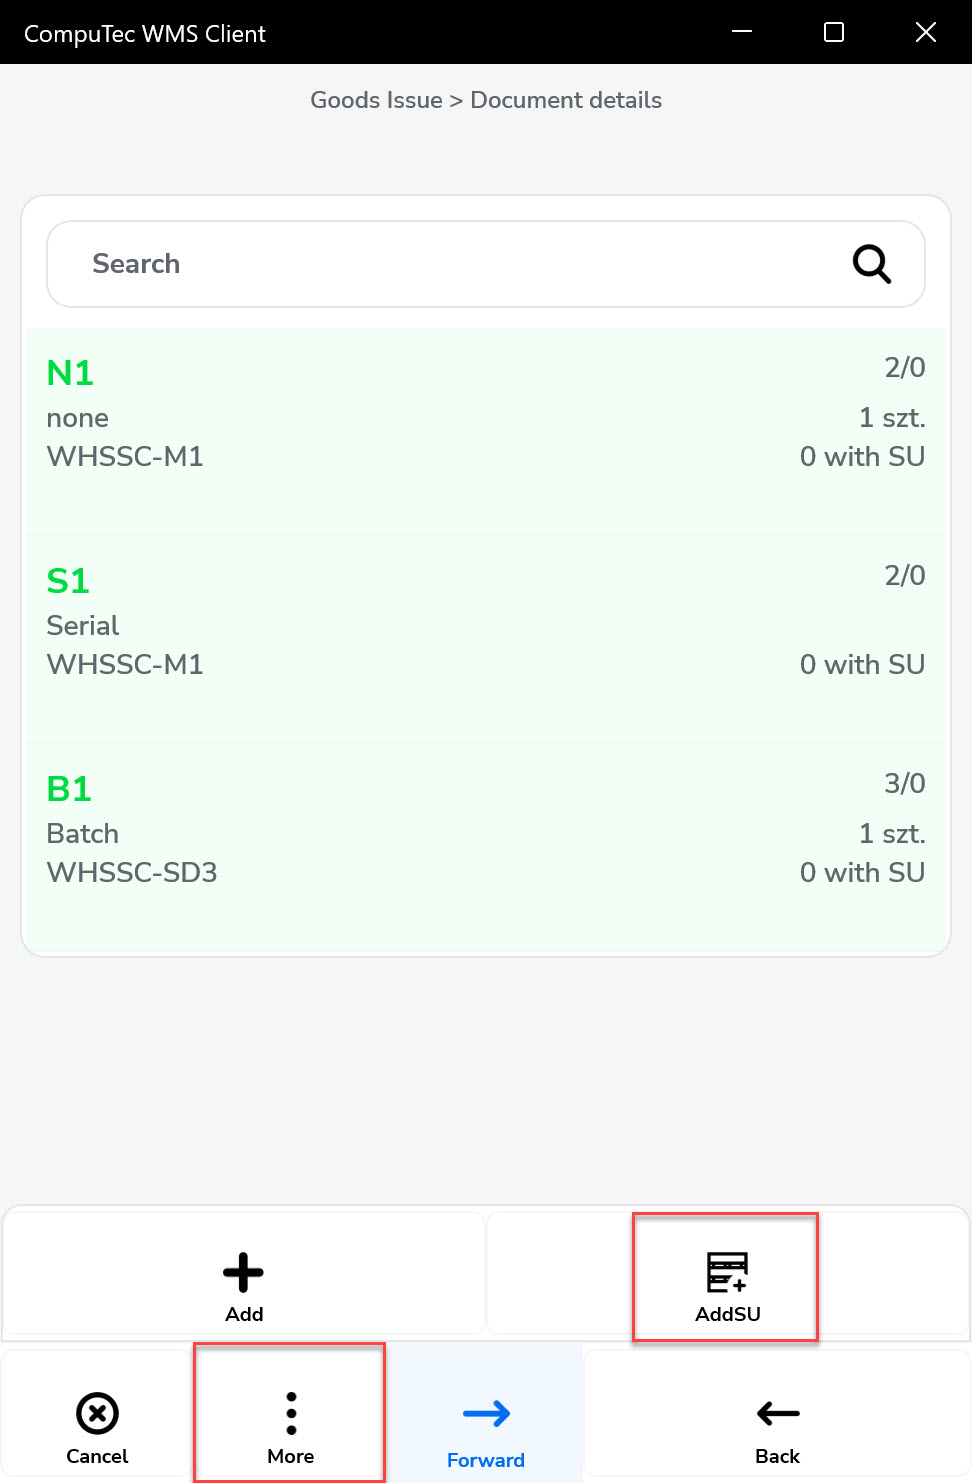 CompuTec WMS Client
Goods Issue > Document details
Search
N1 2/0
none 1 szt.
WHSSC-M1 0 with SU
S1 2/0
Serial
WHSSC-M1 0 with SU
B1 3/0
Batch 1 szt.
WHSSC-SD3 0 with SU
Add AddSU
Cancel More Forward Back